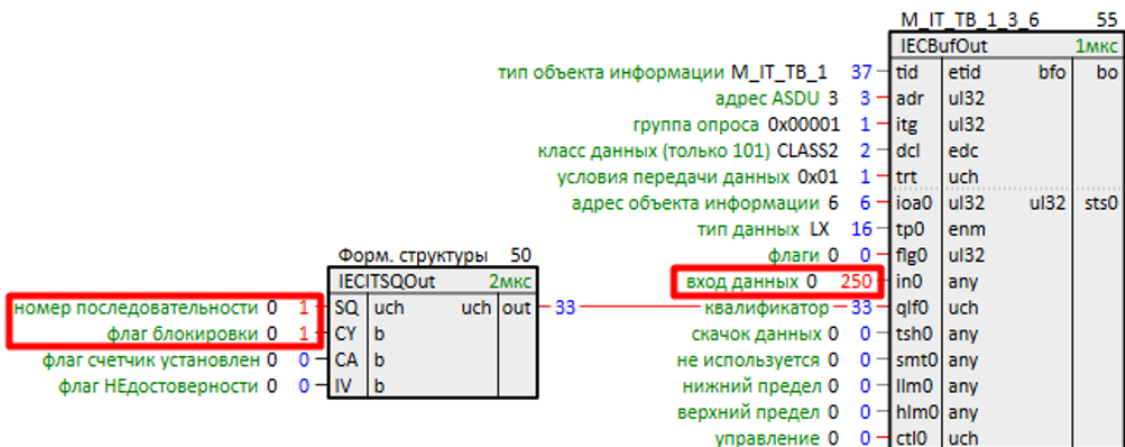 M_IT_TB_1_3_6 55
IECBufOut 1мкс
тип объекта информации M_IT_TB_1 37 tid etid bfo bo
адрес ASDU 3 3 adr ul32
группа опроса 0x00001 1 itg ul32
класс данных (только 101) CLASS2 2 dcl edc
условия передачи данных 0x01 1 trt uch
адрес объекта информации 6 6 ioa0 ul32 ul32 sts0
тип данных LX 16 tp0 enm
флаги 0 0 flg0 ul32
вход данных 0 250 in0 any
квалификатор 33 qlf0 uch
скачок данных 0 0 tsh0 any
не используется 0 0 smt0 any
нижний предел 0 0 llm0 any
верхний предел 0 0 hlm0 any
управление 0 0 ctl0 uch
Форм. структуры 50
IECITSQOut 2мкс
номер последовательности 0 1 SQ uch uch out 33
флаг блокировки 0 1 CY b
флаг счетчик установлен 0 0 CA b
флаг НЕдостоверности 0 0 IV b